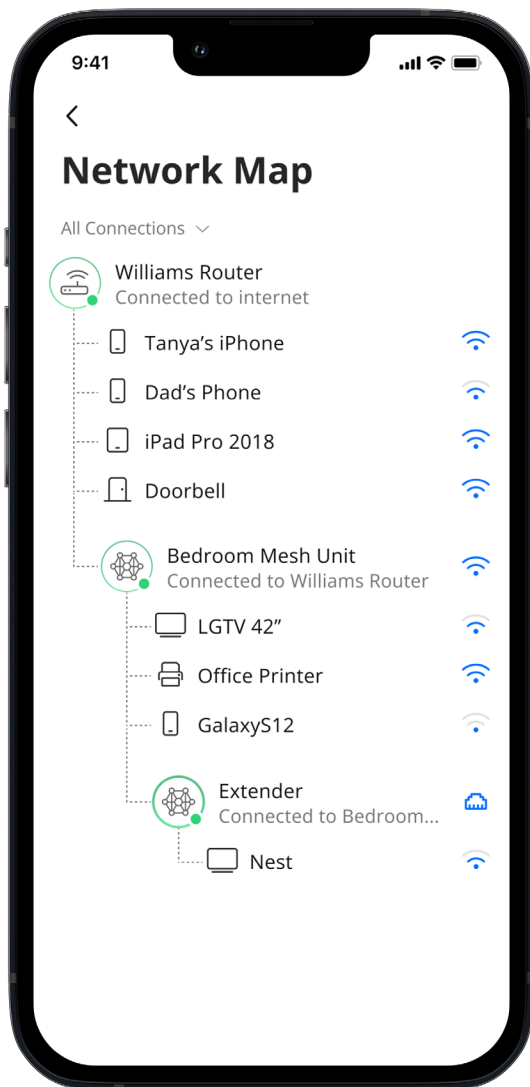 9:41
Network Map
All Connections
Williams Router
Connected to internet
Tanya’s iPhone
Dad’s Phone
iPad Pro 2018
Doorbell
Bedroom Mesh Unit
Connected to Williams Router
LGTV 42”
Office Printer
GalaxyS12
Extender
Connected to Bedroom...
Nest